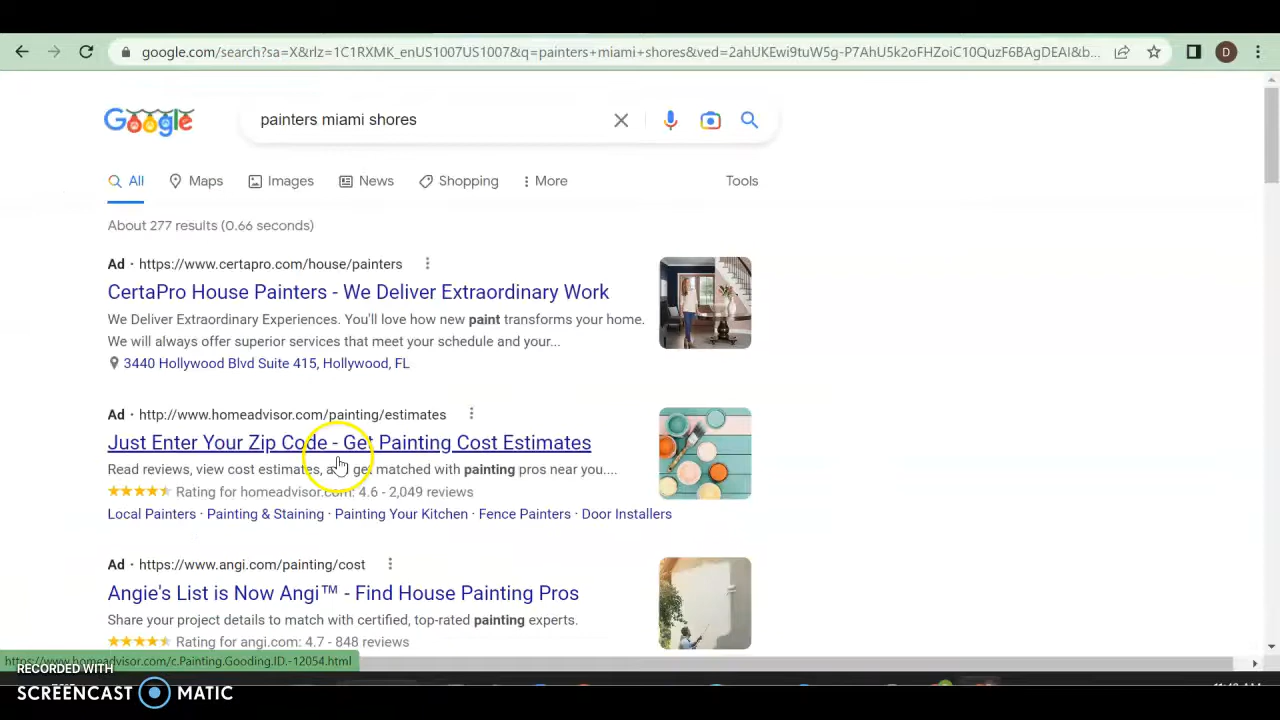 google.com/search?sa=X&rlz=1C1RXMK_enUS1007US1007&q=painters+miami+shores&ved=2ahUKEwi9tuW5g-P7AhU5k2oFHZoiC10QuzF6BAgDEAI&b...
D
Google
painters miami shores
All
Maps
Images
News
Shopping
More
Tools
About 277 results (0.66 seconds)
Ad · https://www.certapro.com/house/painters
CertaPro House Painters - We Deliver Extraordinary Work
We Deliver Extraordinary Experiences. You'll love how new paint transforms your home.
We will always offer superior services that meet your schedule and your...
3440 Hollywood Blvd Suite 415, Hollywood, FL
Ad · http://www.homeadvisor.com/painting/estimates
Just Enter Your Zip Code - Get Painting Cost Estimates
Read reviews, view cost estimates, and get matched with painting pros near you....
Rating for homeadvisor.com: 4.6 - 2,049 reviews
Local Painters · Painting & Staining · Painting Your Kitchen · Fence Painters · Door Installers
Ad · https://www.angi.com/painting/cost
Angie's List is Now Angi™ - Find House Painting Pros
Share your project details to match with certified, top-rated painting experts.
Rating for angi.com: 4.7 - 848 reviews
https://www.homeadvisor.com/c.Painting.Gooding.ID.-12054.html
RECORDED WITH
SCREENCAST MATIC